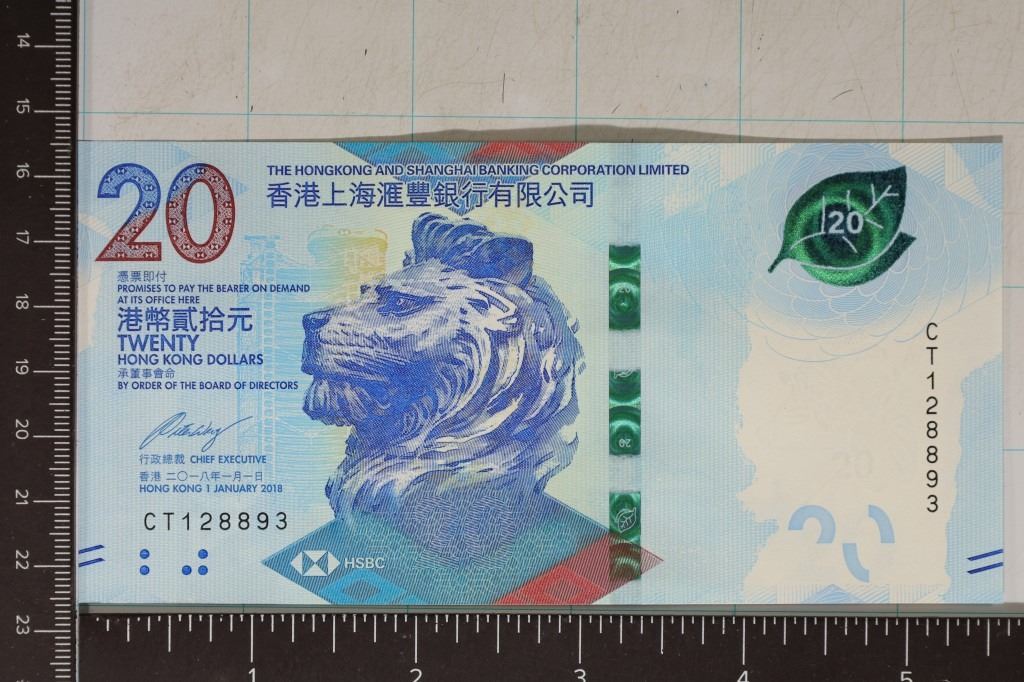 THE HONGKONG AND SHANGHAI BANKING CORPORATION LIMITED
香港上海滙豐銀行有限公司
20
憑票即付
PROMISES TO PAY THE BEARER ON DEMAND
AT ITS OFFICE HERE
港幣貳拾元
TWENTY
HONG KONG DOLLARS
承董事會命
BY ORDER OF THE BOARD OF DIRECTORS
行政總裁 CHIEF EXECUTIVE
香港 二〇一八年一月一日
HONG KONG 1 JANUARY 2018
CT128893
HSBC
20
20
CT128893
14
15
16
17
18
19
20
21
22
23
1
2
3
4
5